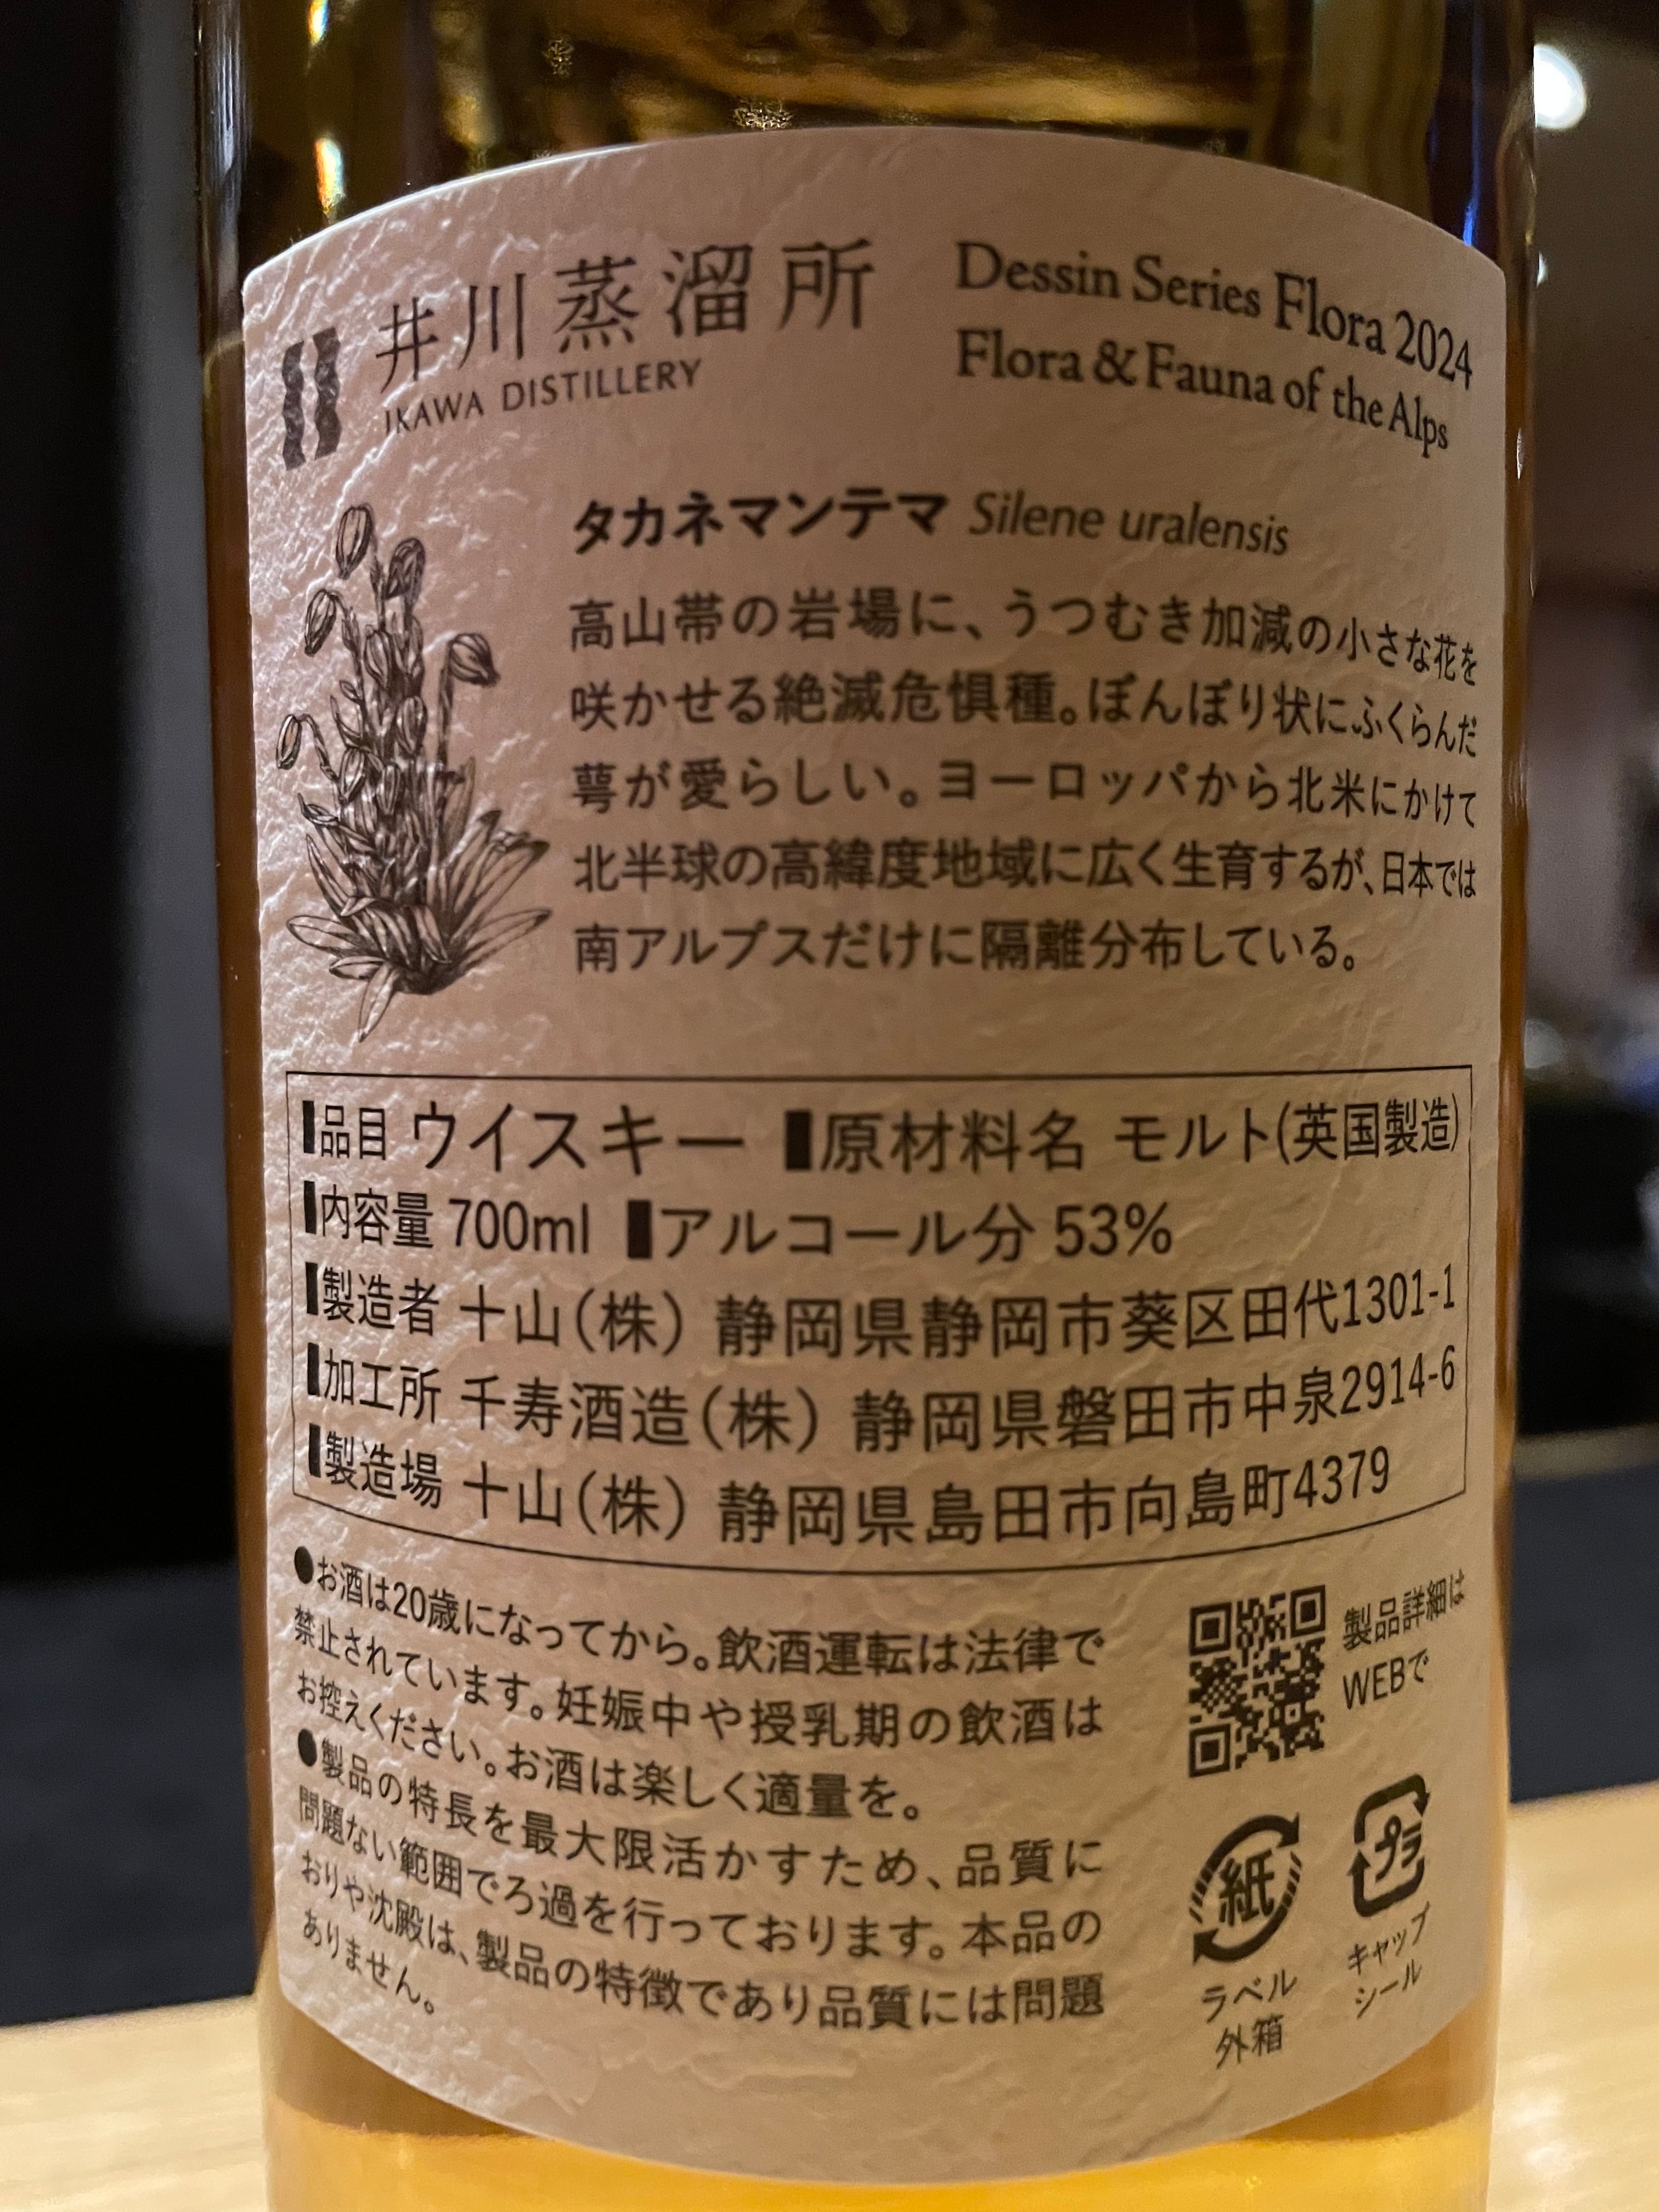 井川蒸溜所
IKAWA DISTILLERY
Dessin Series Flora 2024
Flora & Fauna of the Alps
タカネマンテマ Silene uralensis
高山帯の岩場に、うつむき加減の小さな花を
咲かせる絶滅危惧種。ぼんぼり状にふくらんだ
萼が愛らしい。ヨーロッパから北米にかけて
北半球の高緯度地域に広く生育するが、日本では
南アルプスだけに隔離分布している。
▮品目 ウイスキー ▮原材料名 モルト(英国製造)
▮内容量 700ml ▮アルコール分 53%
▮製造者 十山(株) 静岡県静岡市葵区田代1301-1
▮加工所 千寿酒造(株) 静岡県磐田市中泉2914-6
▮製造場 十山(株) 静岡県島田市向島町4379
●お酒は20歳になってから。飲酒運転は法律で
禁止されています。妊娠中や授乳期の飲酒は
お控えください。お酒は楽しく適量を。
●製品の特長を最大限活かすため、品質に
問題ない範囲でろ過を行っております。本品の
おりや沈殿は、製品の特徴であり品質には問題
ありません。
製品詳細は
WEBで
紙
ラベル
外箱
プラ
キャップ
シール